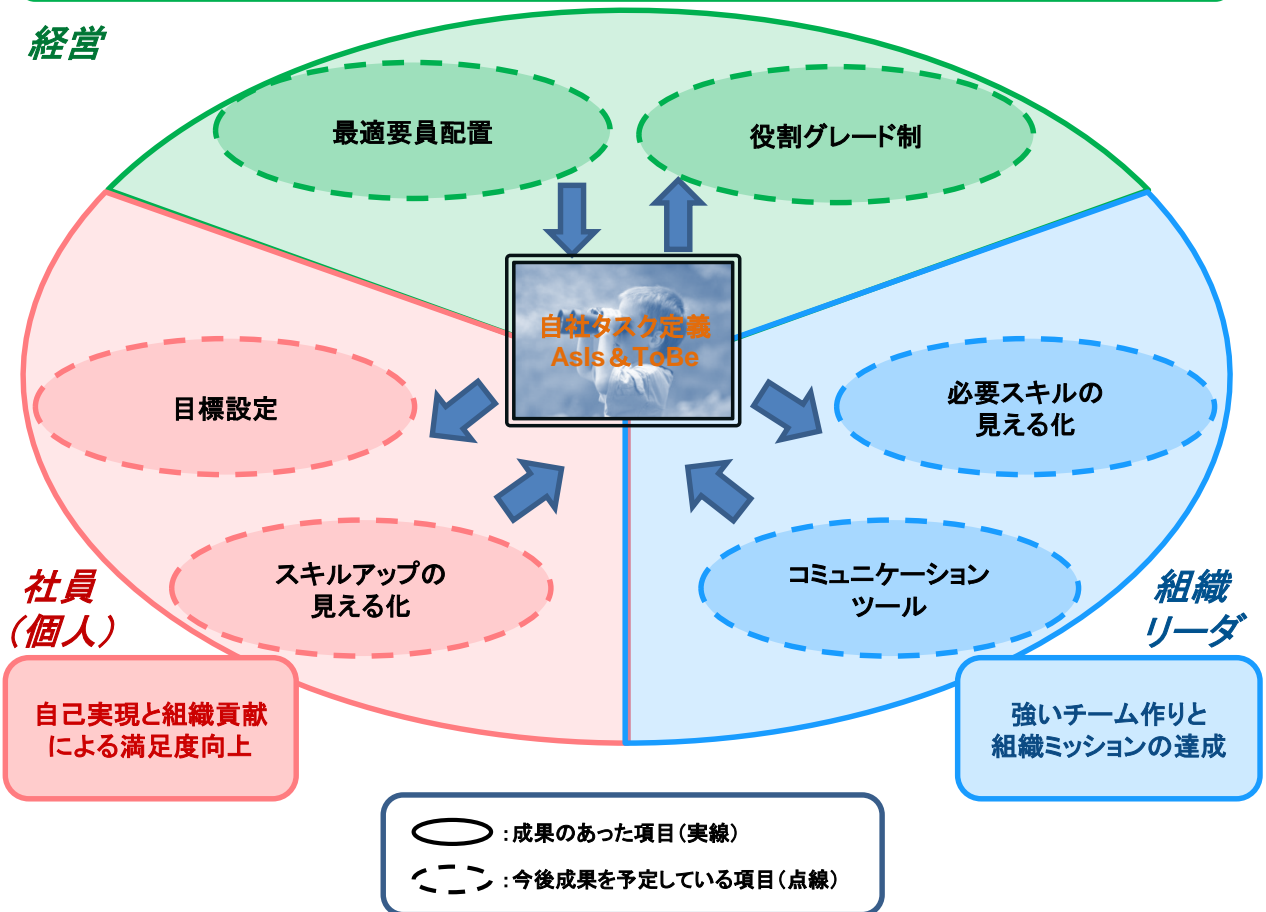 経営
最適要員配置
役割グレード制
自社タスク定義
AsIs＆ToBe
目標設定
必要スキルの
見える化
スキルアップの
見える化
コミュニケーション
ツール
社員
（個人）
組織
リーダ
自己実現と組織貢献
による満足度向上
強いチーム作りと
組織ミッションの達成
：成果のあった項目（実線）
：今後成果を予定している項目（点線）